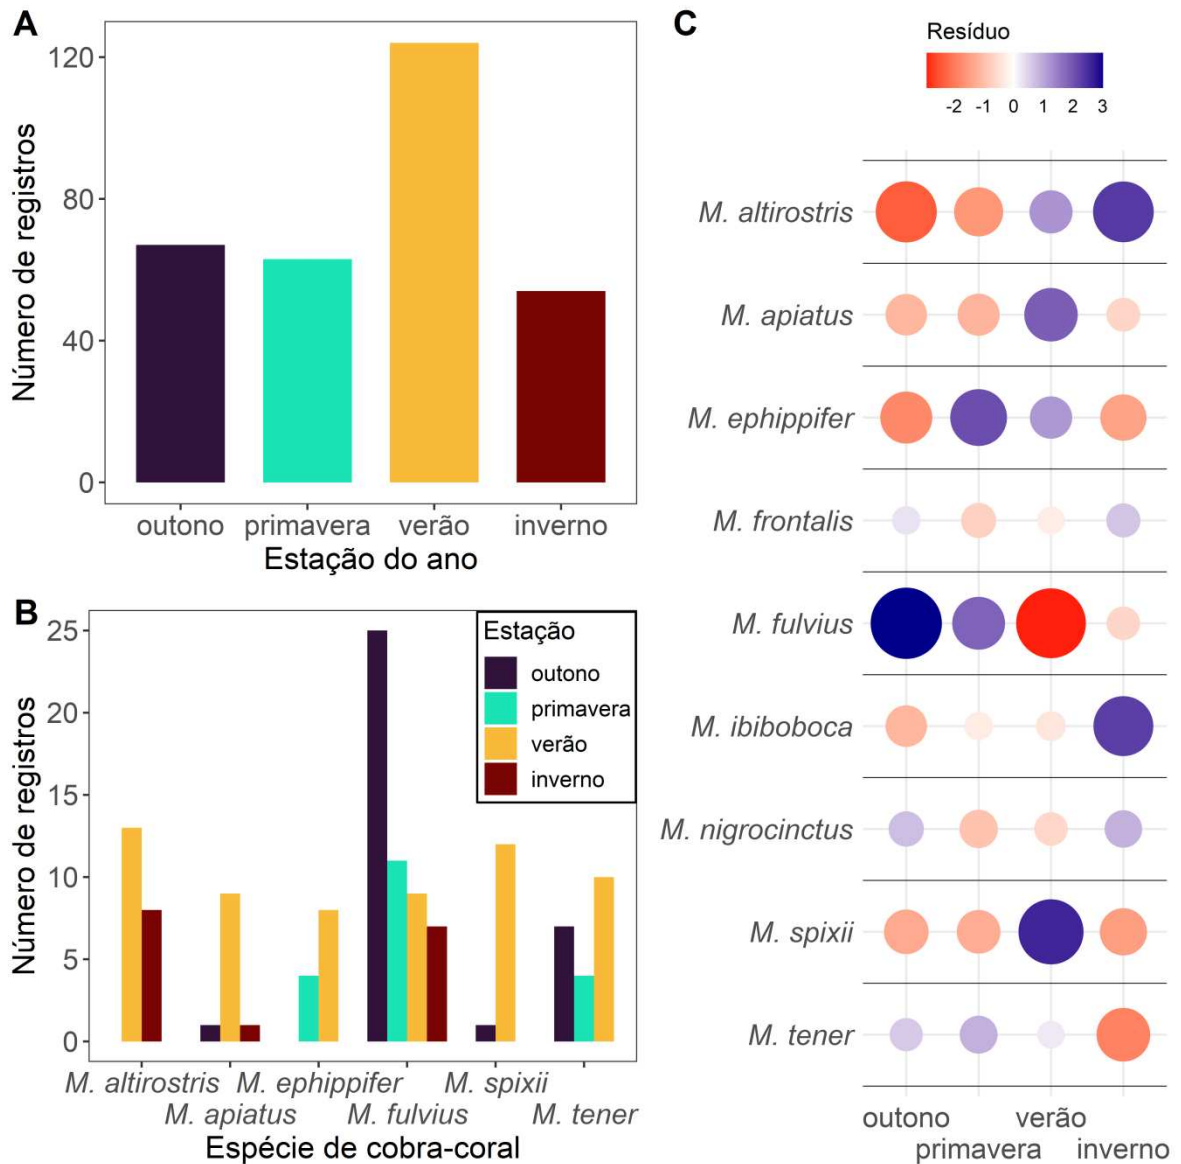 A
Número de registros
120
80
40
0
outono primavera verão inverno
Estação do ano
B
Número de registros
25
20
15
10
5
0
Estação
outono
primavera
verão
inverno
M. altirostris M. ephippifer M. spixii
M. apiatus M. fulvius M. tener
Espécie de cobra-coral
C
Resíduo
-2 -1 0 1 2 3
M. altirostris
M. apiatus
M. ephippifer
M. frontalis
M. fulvius
M. ibiboboca
M. nigrocinctus
M. spixii
M. tener
outono verão
primavera inverno